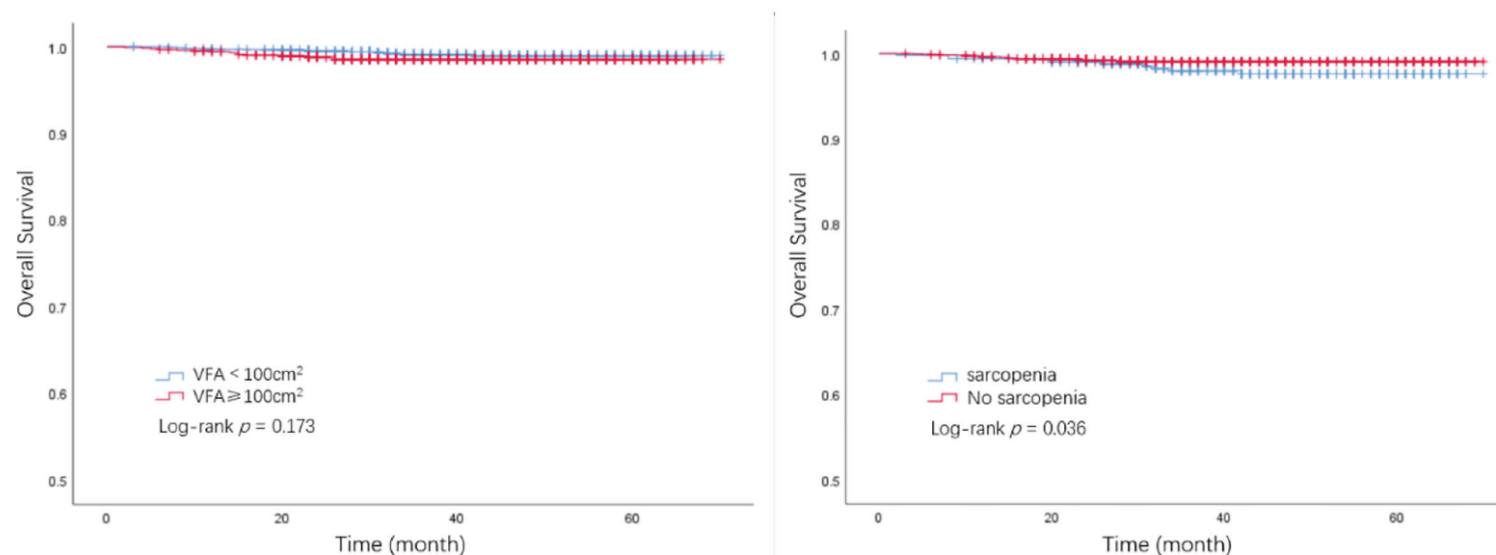 Overall Survival
1.0
0.9
0.8
0.7
0.6
0.5
VFA < 100cm²
VFA ≥ 100cm²
Log-rank p = 0.173
0 20 40 60
Time (month)
Overall Survival
1.0
0.9
0.8
0.7
0.6
0.5
sarcopenia
No sarcopenia
Log-rank p = 0.036
0 20 40 60
Time (month)